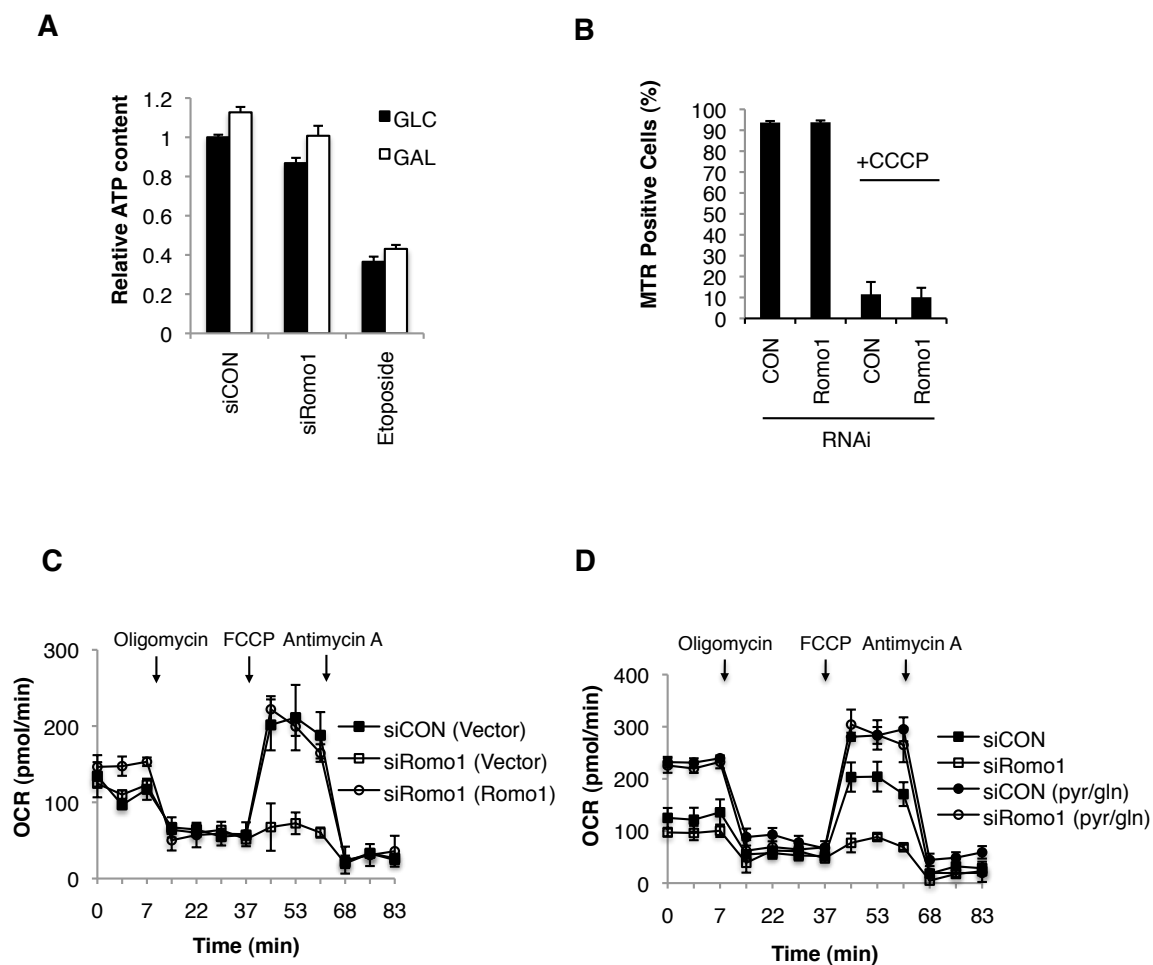 A
Relative ATP content
1.2
1
0.8
0.6
0.4
0.2
0
GLC
GAL
siCON
siRomo1
Etoposide
B
MTR Positive Cells (%)
100
90
80
70
60
50
40
30
20
10
0
+CCCP
CON
Romo1
CON
Romo1
RNAi
C
OCR (pmol/min)
300
200
100
0
Oligomycin FCCP Antimycin A
siCON (Vector)
siRomo1 (Vector)
siRomo1 (Romo1)
0 7 22 37 53 68 83
Time (min)
D
OCR (pmol/min)
400
300
200
100
0
Oligomycin FCCP Antimycin A
siCON
siRomo1
siCON (pyr/gln)
siRomo1 (pyr/gln)
0 7 22 37 53 68 83
Time (min)